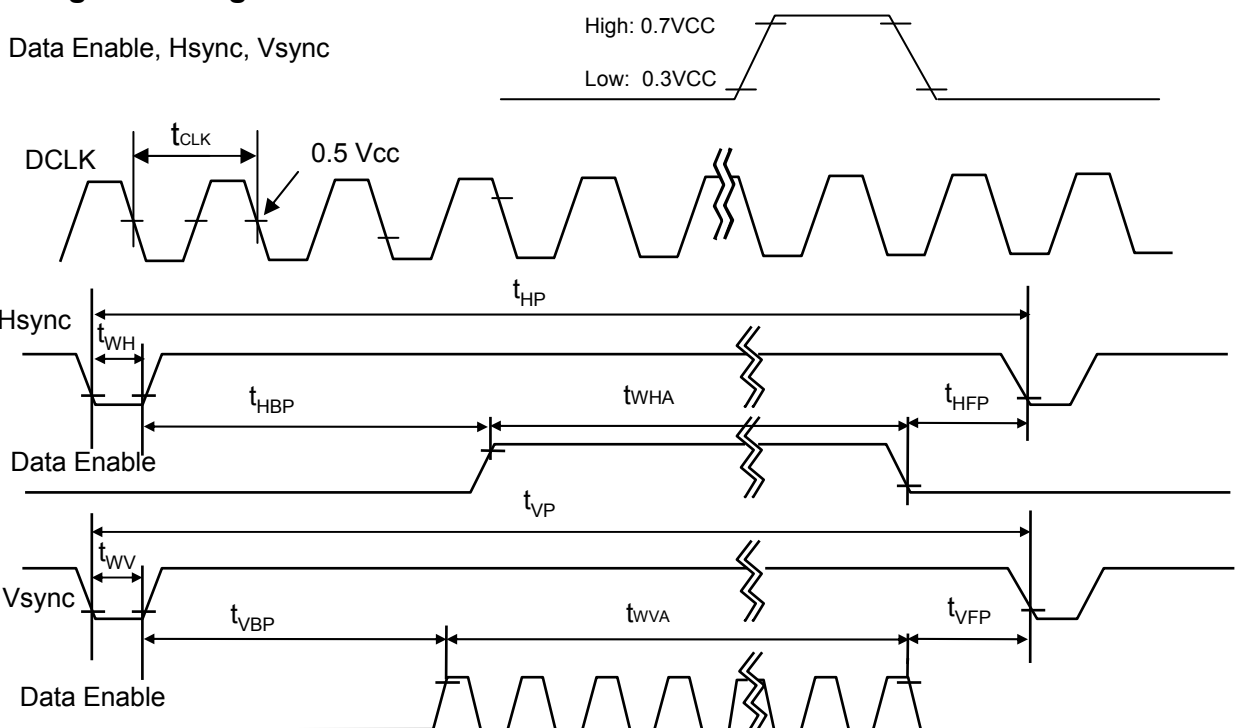 Data Enable, Hsync, Vsync
High: 0.7VCC
Low: 0.3VCC
DCLK
tCLK
0.5 Vcc
tHP
Hsync
tWH
tHBP
tWHA
tHFP
Data Enable
tVP
tWV
Vsync
tVBP
tWVA
tVFP
Data Enable